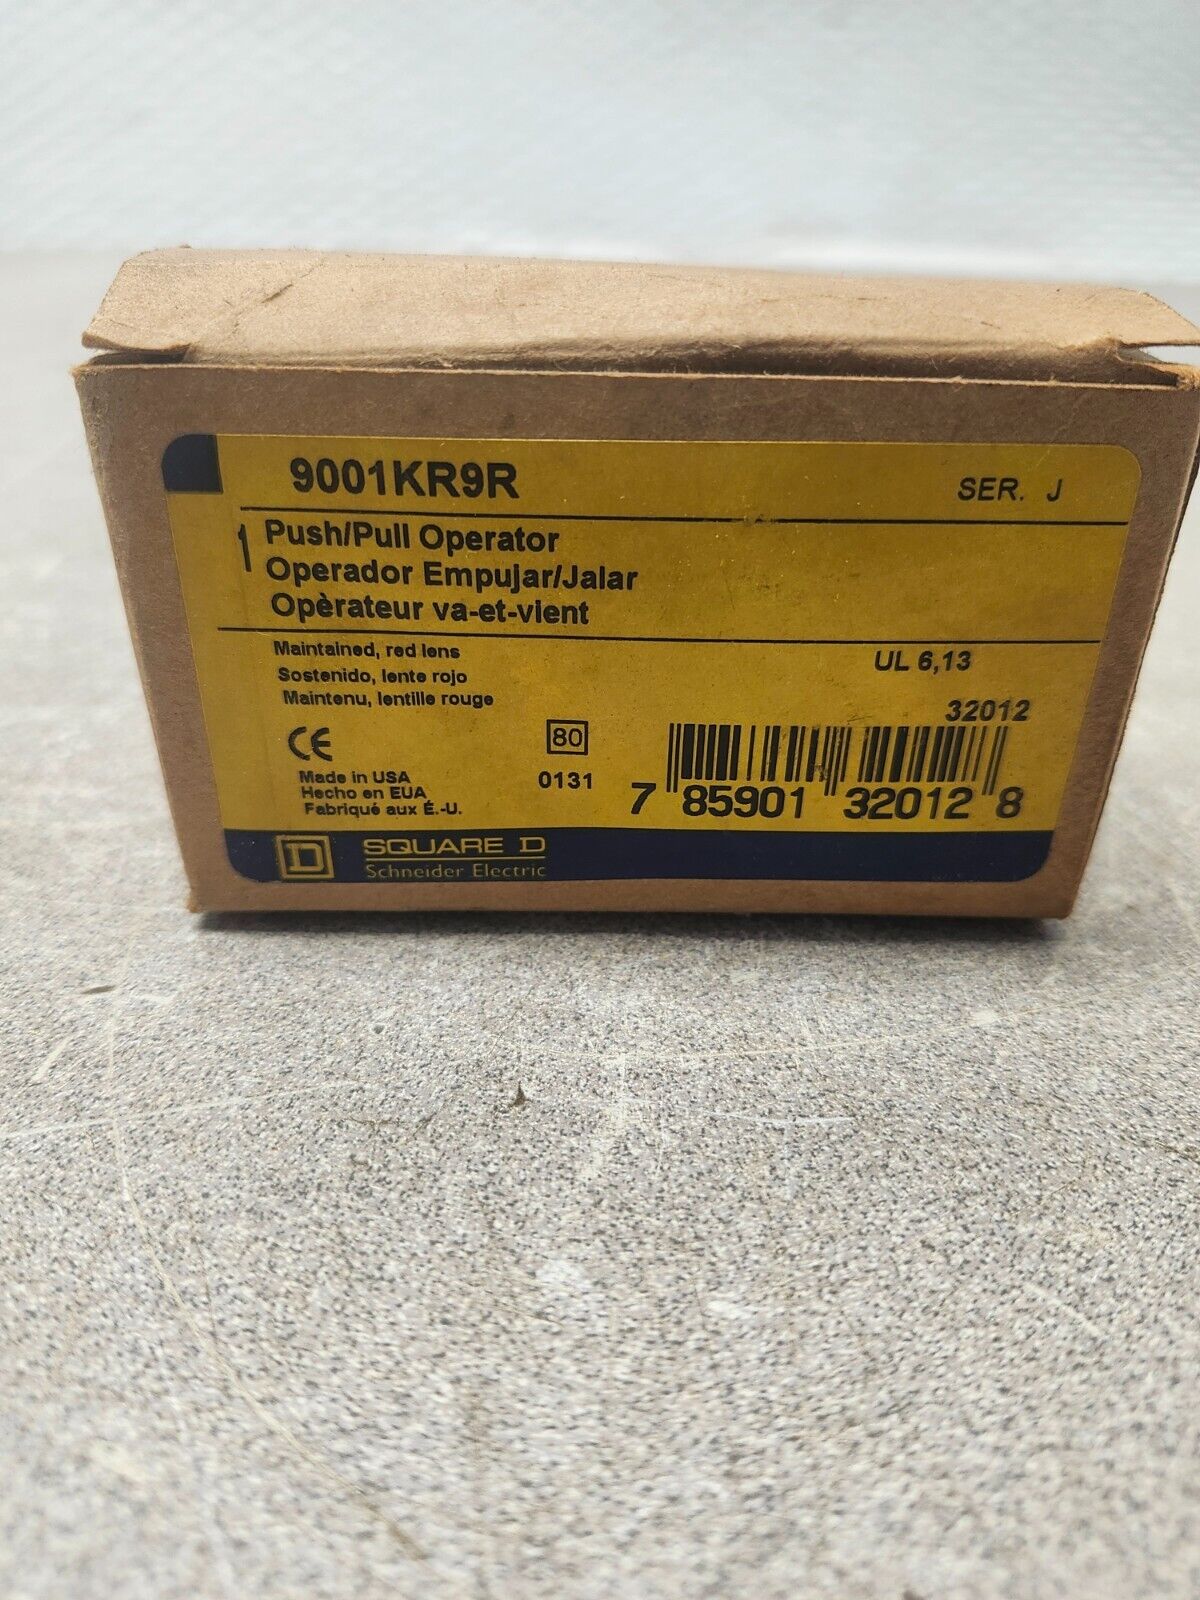 9001KR9R
SER. J
1
Push/Pull Operator
Operador Empujar/Jalar
Opèrateur va-et-vient
Maintained, red lens
Sostenido, lente rojo
Maintenu, lentille rouge
UL 6,13
32012
CE
80
Made in USA
Hecho en EUA
Fabriqué aux É.-U.
0131
7 85901 32012 8
D
SQUARE D
Schneider Electric